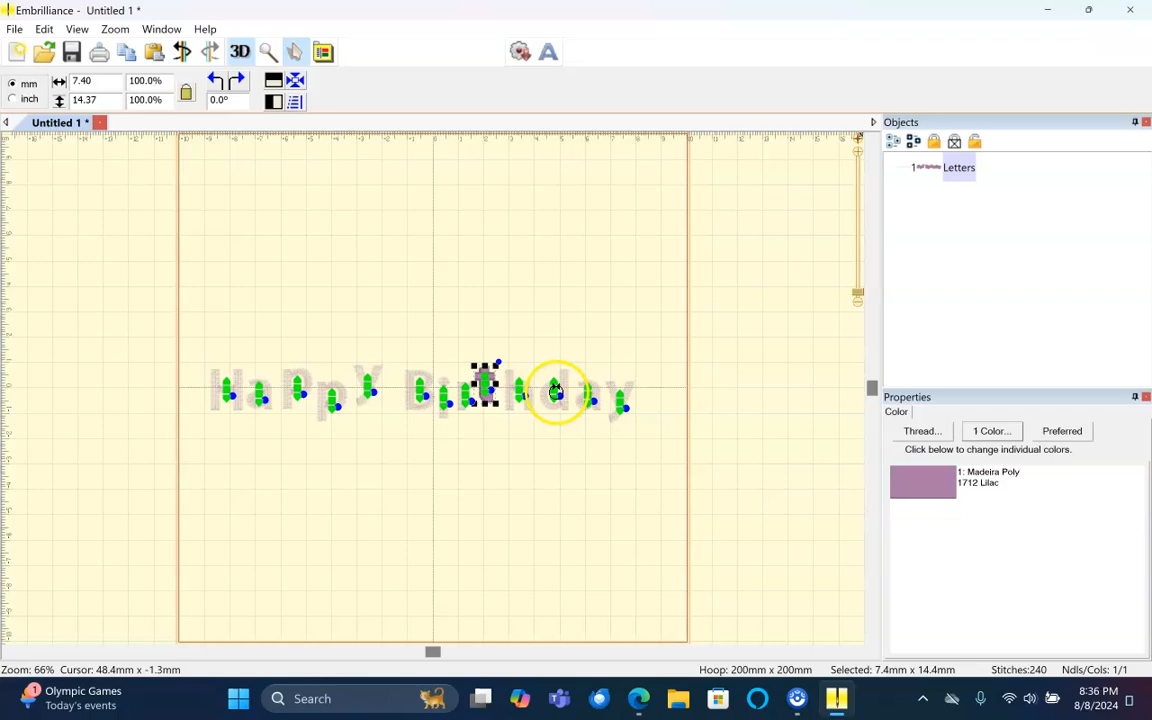 Embrilliance - Untitled 1 *
File Edit View Zoom Window Help
3D A
mm 7.40 100.0%
inch 14.37 100.0% 0.0°
Untitled 1 *
Objects
1 Letters
HaPpy Birthday
Properties
Color
Thread... 1 Color... Preferred
Click below to change individual colors.
1: Madeira Poly
1712 Lilac
Zoom: 66% Cursor: 48.4mm x -1.3mm Hoop: 200mm x 200mm Selected: 7.4mm x 14.4mm Stitches:240 Ndls/Cols: 1/1
1 Olympic Games
Today's events
Search
8:36 PM
8/8/2024